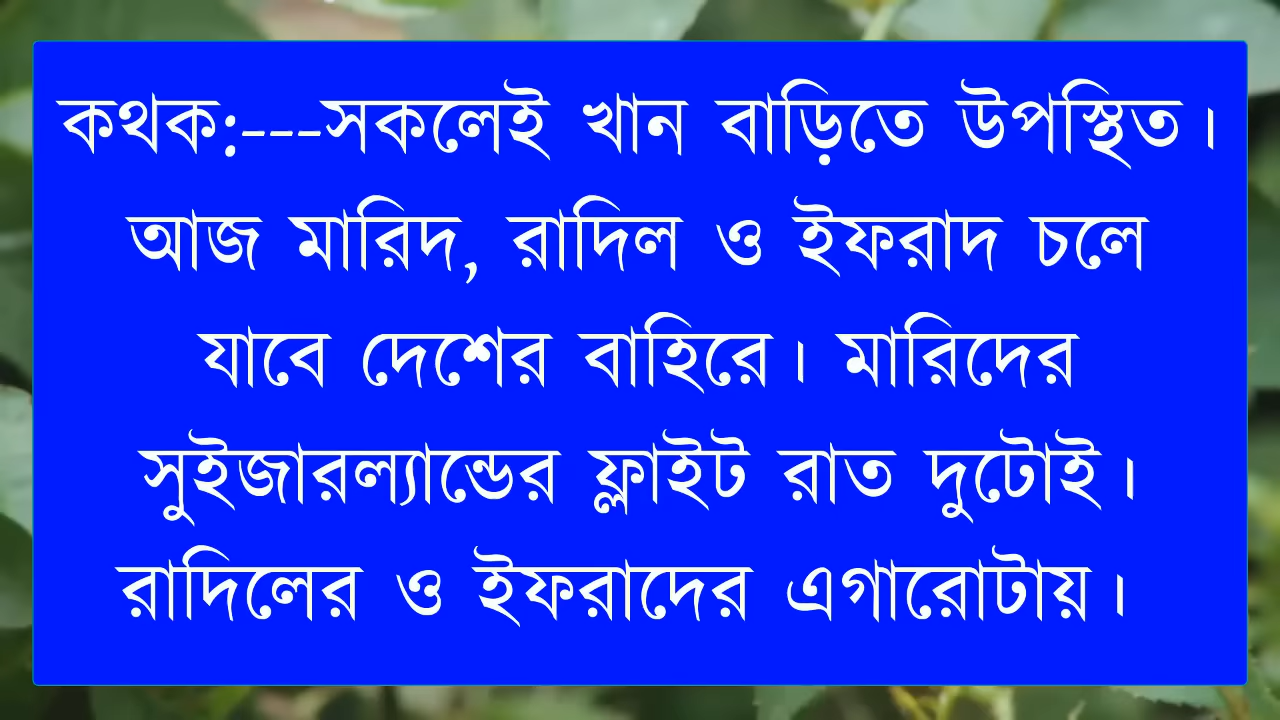 কথক:---সকলেই খান বাড়িতে উপস্থিত।
আজ মারিদ, রাদিল ও ইফরাদ চলে
যাবে দেশের বাহিরে। মারিদের
সুইজারল্যান্ডের ফ্লাইট রাত দুটোই।
রাদিলের ও ইফরাদের এগারোটায়।